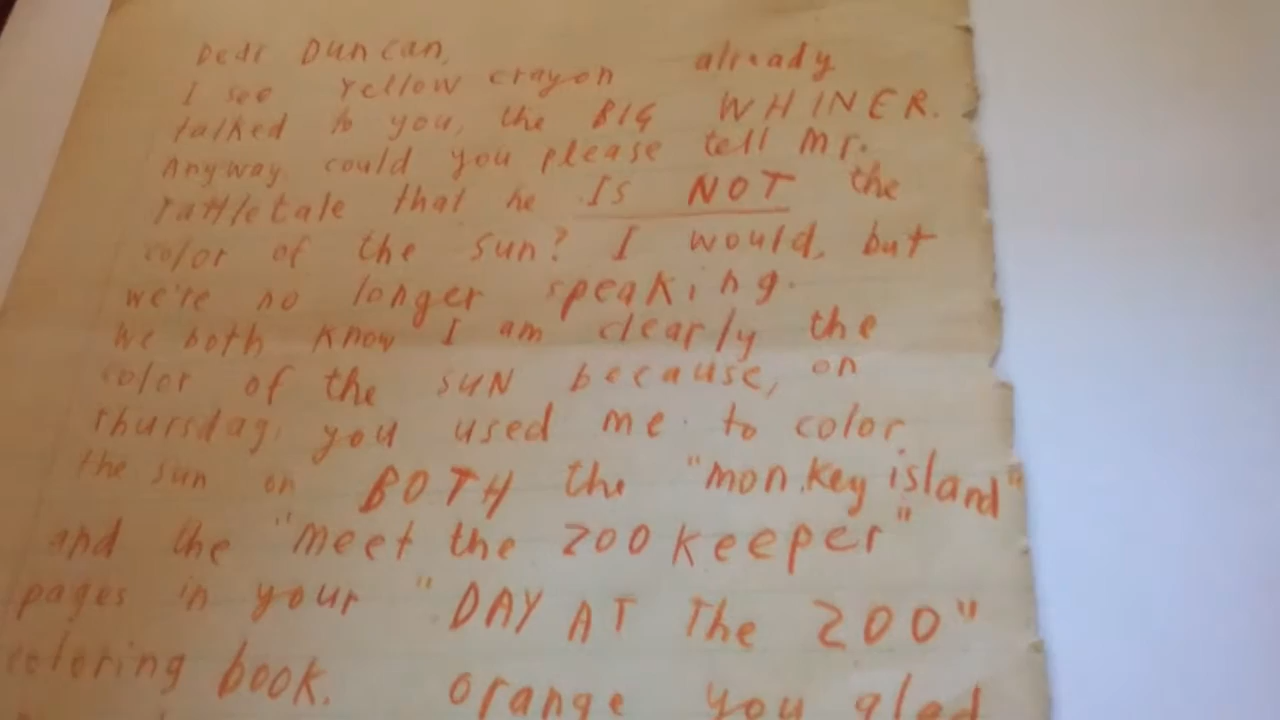 Dear Duncan,
I see Yellow crayon already
talked to you, the BIG WHINER.
Anyway, could you please tell Mr.
Tattletale that he IS NOT the
color of the sun? I would, but
we're no longer speaking.
We both know I am clearly the
color of the SUN because, on
Thursday, you used me to color
the sun on BOTH the "monkey island"
and the "meet the zookeeper"
pages in your "DAY AT The ZOO"
coloring book. Orange you glad